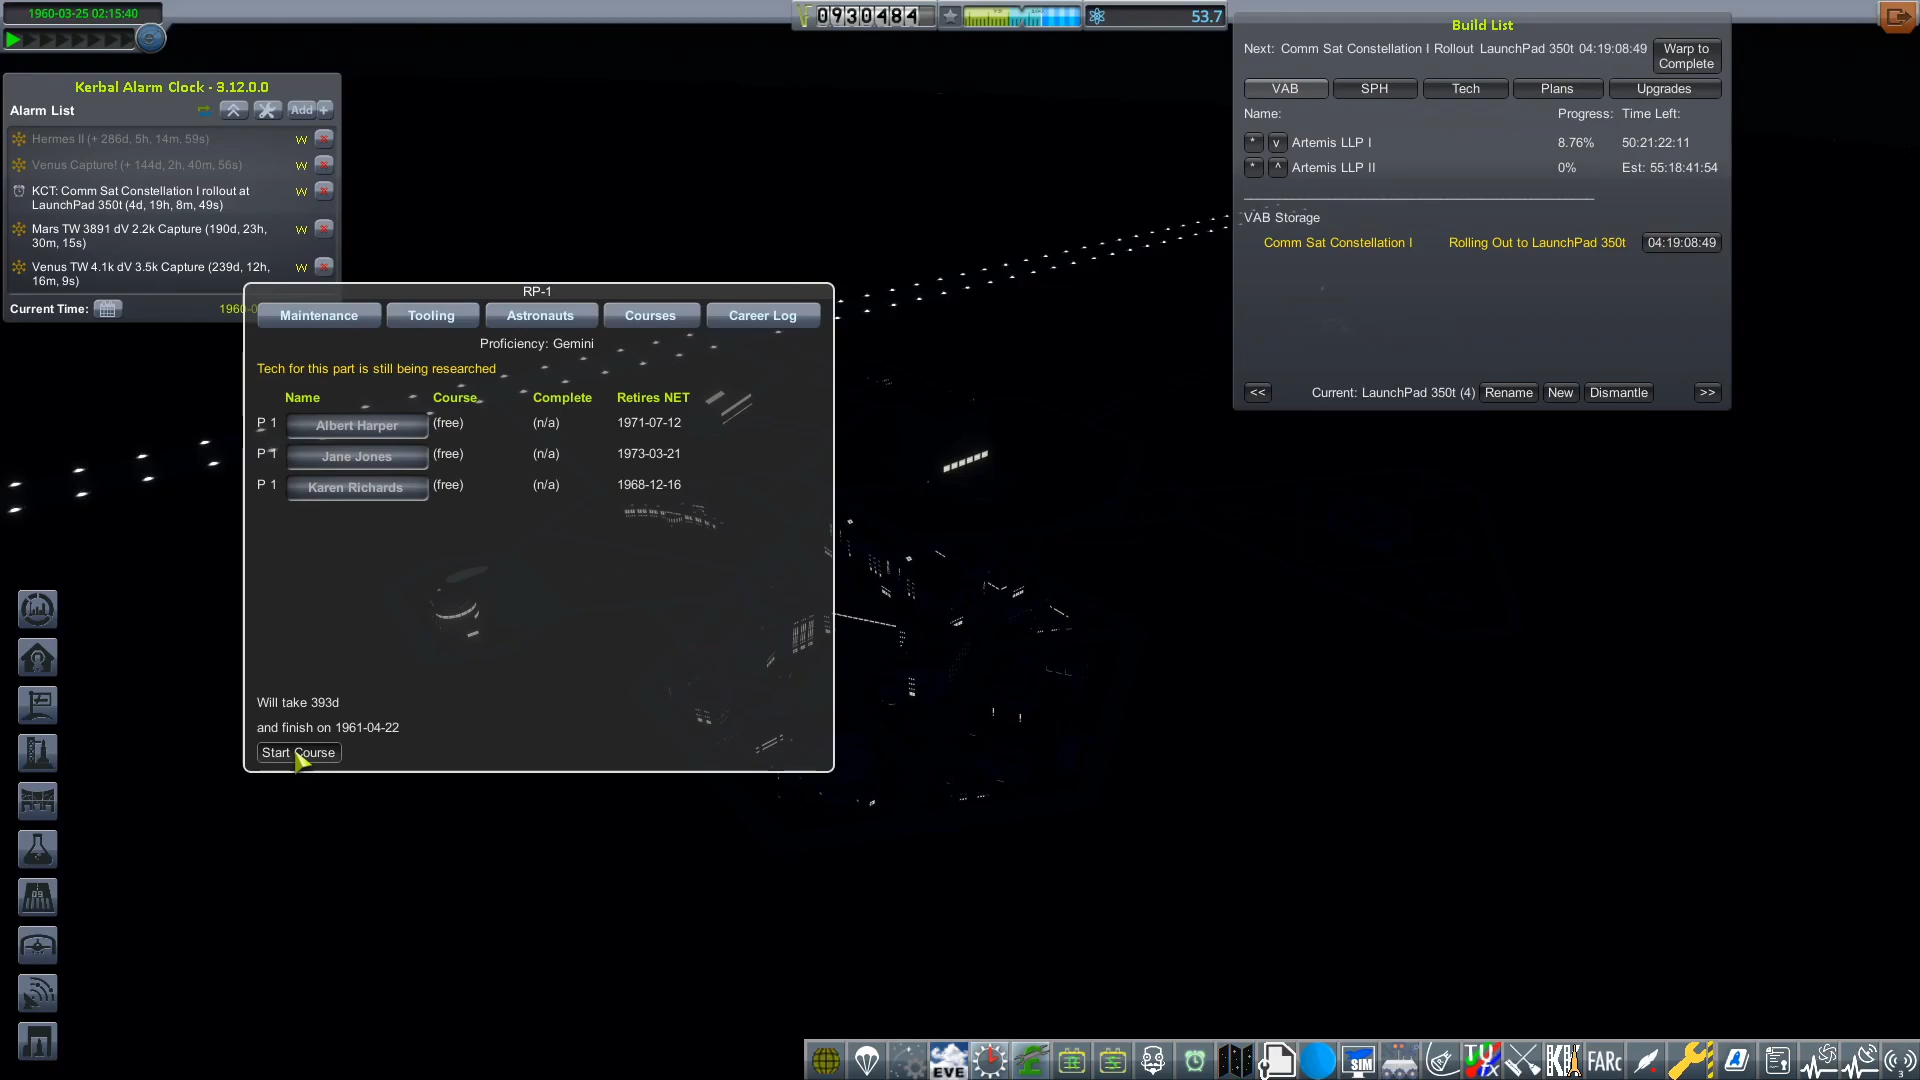 1960-03-25 02:15:40
0930484
53.7
Kerbal Alarm Clock - 3.12.0.0
Alarm List
Add +
Hermes II (+ 286d, 5h, 14m, 59s) W
Venus Capture! (+ 144d, 2h, 40m, 56s) W
KCT: Comm Sat Constellation I rollout at W
LaunchPad 350t (4d, 19h, 8m, 49s)
Mars TW 3891 dV 2.2k Capture (190d, 23h, W
30m, 15s)
Venus TW 4.1k dV 3.5k Capture (239d, 12h, W
16m, 9s)
Current Time: 1960-0
RP-1
Maintenance Tooling Astronauts Courses Career Log
Proficiency: Gemini
Tech for this part is still being researched
Name Course Complete Retires NET
P 1 Albert Harper (free) (n/a) 1971-07-12
P 1 Jane Jones (free) (n/a) 1973-03-21
P 1 Karen Richards (free) (n/a) 1968-12-16
Will take 393d
and finish on 1961-04-22
Start Course
Build List
Next: Comm Sat Constellation I Rollout LaunchPad 350t 04:19:08:49
Warp to
Complete
VAB SPH Tech Plans Upgrades
Name: Progress: Time Left:
* v Artemis LLP I 8.76% 50:21:22:11
* ^ Artemis LLP II 0% Est: 55:18:41:54
VAB Storage
Comm Sat Constellation I Rolling Out to LaunchPad 350t 04:19:08:49
<< Current: LaunchPad 350t (4) Rename New Dismantle >>
09
EVE
SIM
FARc
3